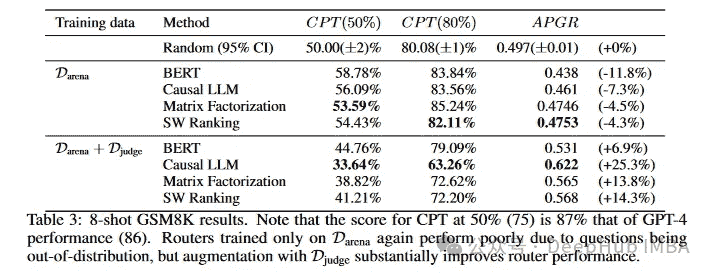 Training data Method CPT(50%) CPT(80%) APGR
Random (95% CI) 50.00(±2)% 80.08(±1)% 0.497(±0.01) (+0%)
𝒟arena BERT 58.78% 83.84% 0.438 (-11.8%)
Causal LLM 56.09% 83.56% 0.461 (-7.3%)
Matrix Factorization 53.59% 85.24% 0.4746 (-4.5%)
SW Ranking 54.43% 82.11% 0.4753 (-4.3%)
𝒟arena + 𝒟judge BERT 44.76% 79.09% 0.531 (+6.9%)
Causal LLM 33.64% 63.26% 0.622 (+25.3%)
Matrix Factorization 38.82% 72.62% 0.565 (+13.8%)
SW Ranking 41.21% 72.20% 0.568 (+14.3%)
Table 3: 8-shot GSM8K results. Note that the score for CPT at 50% (75) is 87% that of GPT-4
performance (86). Routers trained only on 𝒟arena again perform poorly due to questions being
out-of-distribution, but augmentation with 𝒟judge substantially improves router performance.
公众号 · DeepHub IMBA